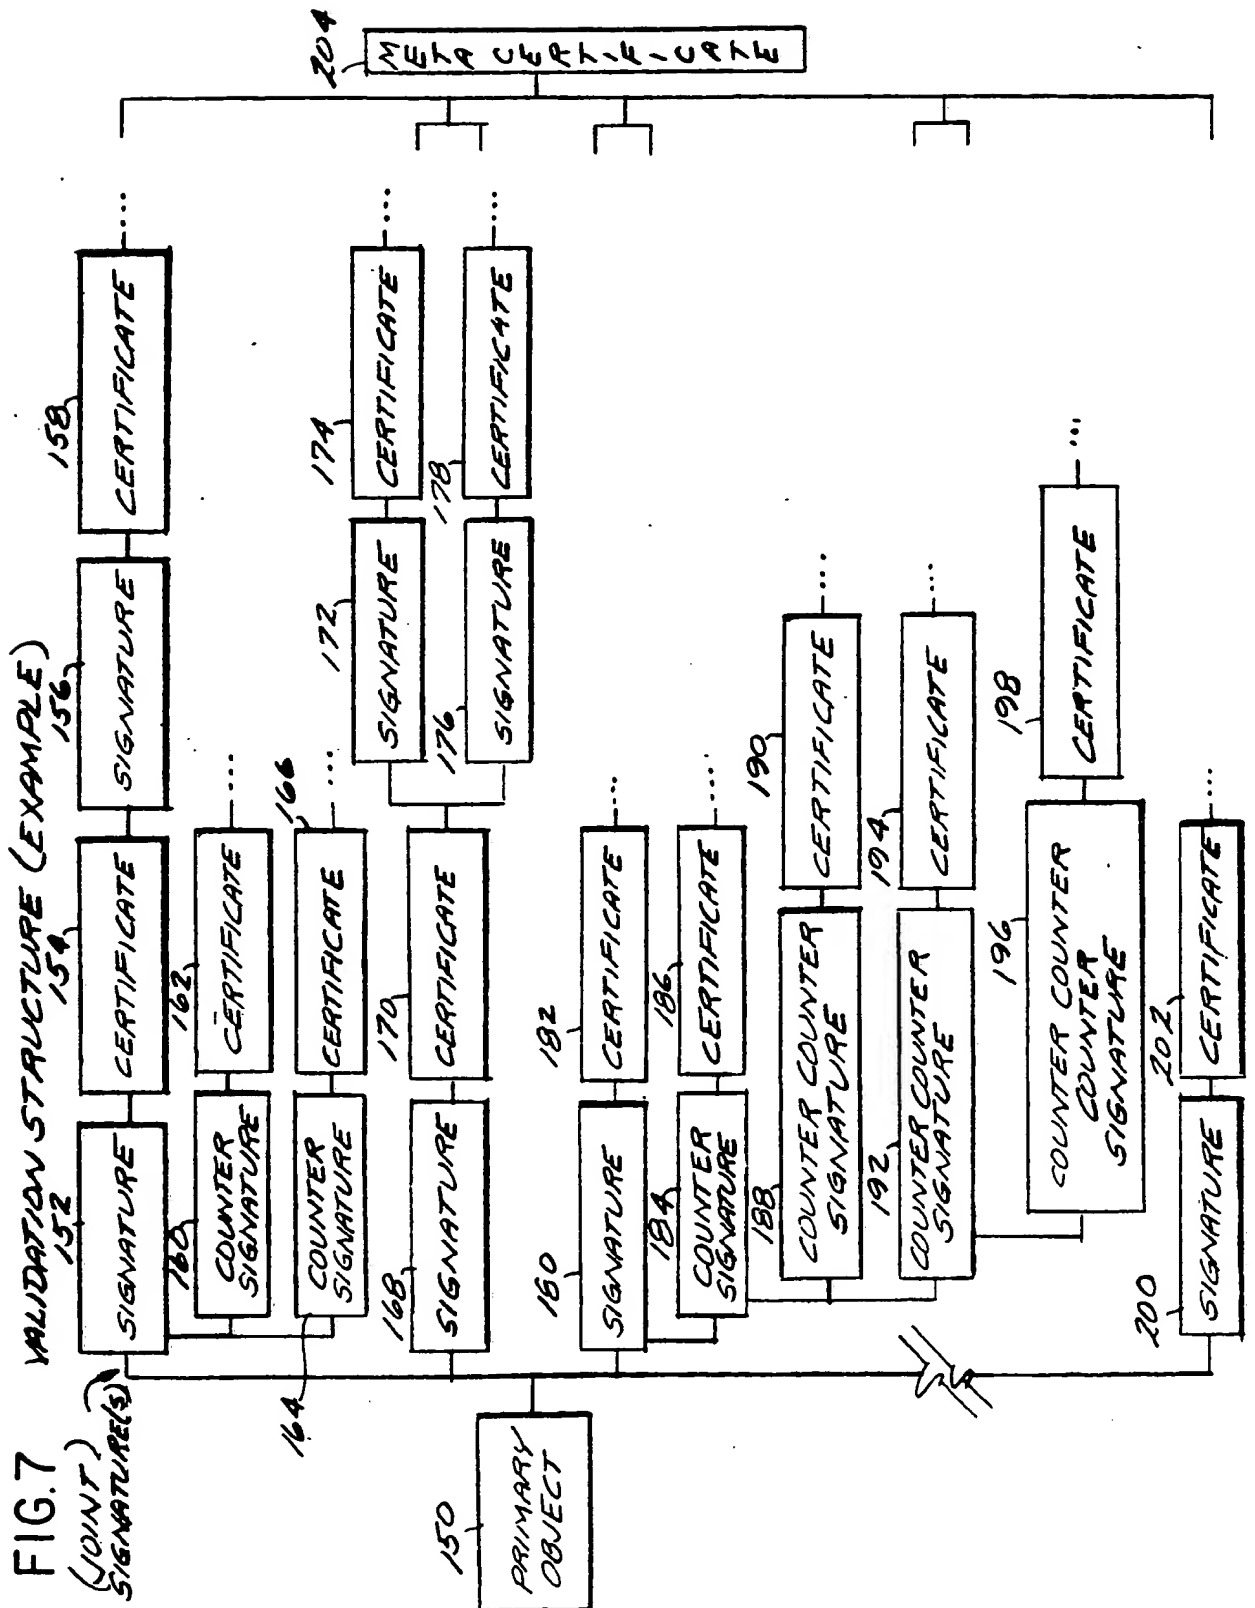 FIG. 7
VALIDATION STRUCTURE (EXAMPLE)
(JOINT)
SIGNATURE(S)
150
PRIMARY
OBJECT
152
SIGNATURE
154
CERTIFICATE
156
SIGNATURE
158
CERTIFICATE
....
160
COUNTER
SIGNATURE
162
CERTIFICATE
....
164
COUNTER
SIGNATURE
166
CERTIFICATE
....
168
SIGNATURE
170
CERTIFICATE
172
SIGNATURE
174
CERTIFICATE
....
176
SIGNATURE
178
CERTIFICATE
....
180
SIGNATURE
182
CERTIFICATE
....
184
COUNTER
SIGNATURE
186
CERTIFICATE
....
188
COUNTER COUNTER
SIGNATURE
190
CERTIFICATE
....
192
COUNTER COUNTER
SIGNATURE
194
CERTIFICATE
....
196
COUNTER COUNTER
COUNTER
SIGNATURE
198
CERTIFICATE
...
200
SIGNATURE
202
CERTIFICATE
....
204
META CERTIFICATE